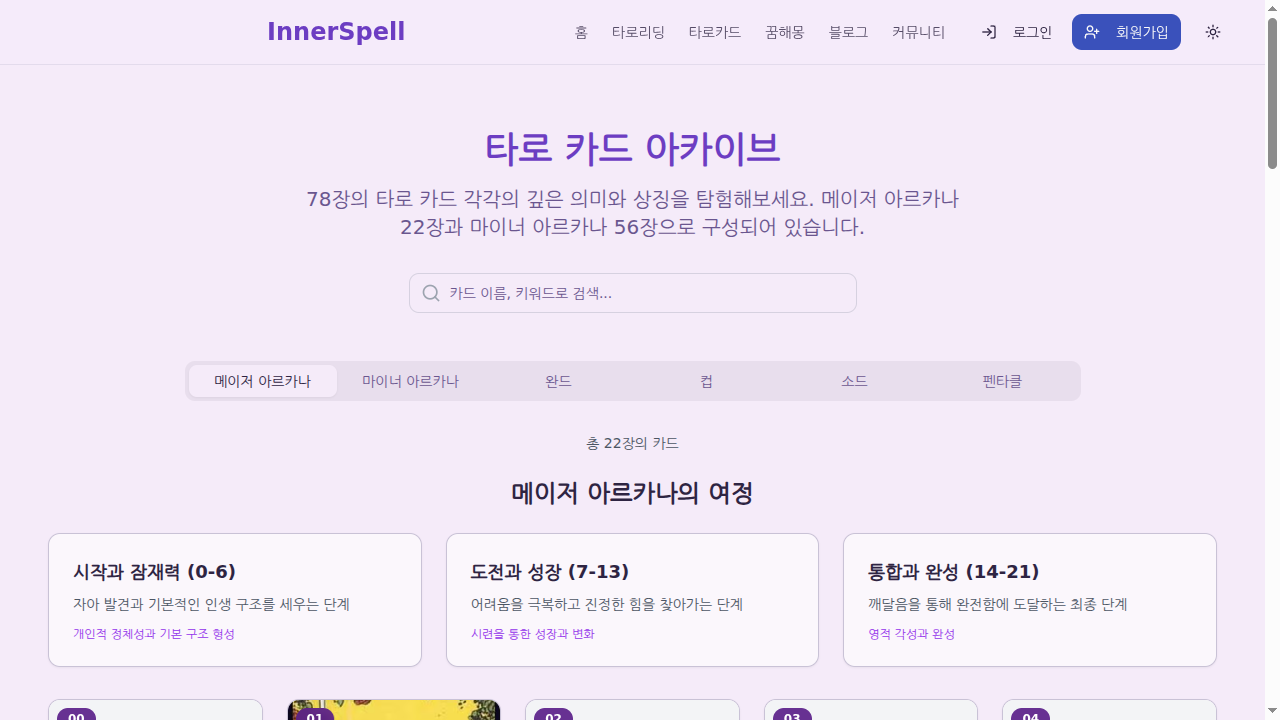 InnerSpell
홈
타로리딩
타로카드
꿈해몽
블로그
커뮤니티
로그인
회원가입
타로 카드 아카이브
78장의 타로 카드 각각의 깊은 의미와 상징을 탐험해보세요. 메이저 아르카나
22장과 마이너 아르카나 56장으로 구성되어 있습니다.
카드 이름, 키워드로 검색...
메이저 아르카나
마이너 아르카나
완드
컵
소드
펜타클
총 22장의 카드
메이저 아르카나의 여정
시작과 잠재력 (0-6)
자아 발견과 기본적인 인생 구조를 세우는 단계
개인적 정체성과 기본 구조 형성
도전과 성장 (7-13)
어려움을 극복하고 진정한 힘을 찾아가는 단계
시련을 통한 성장과 변화
통합과 완성 (14-21)
깨달음을 통해 완전함에 도달하는 최종 단계
영적 각성과 완성
00
01
02
03
04